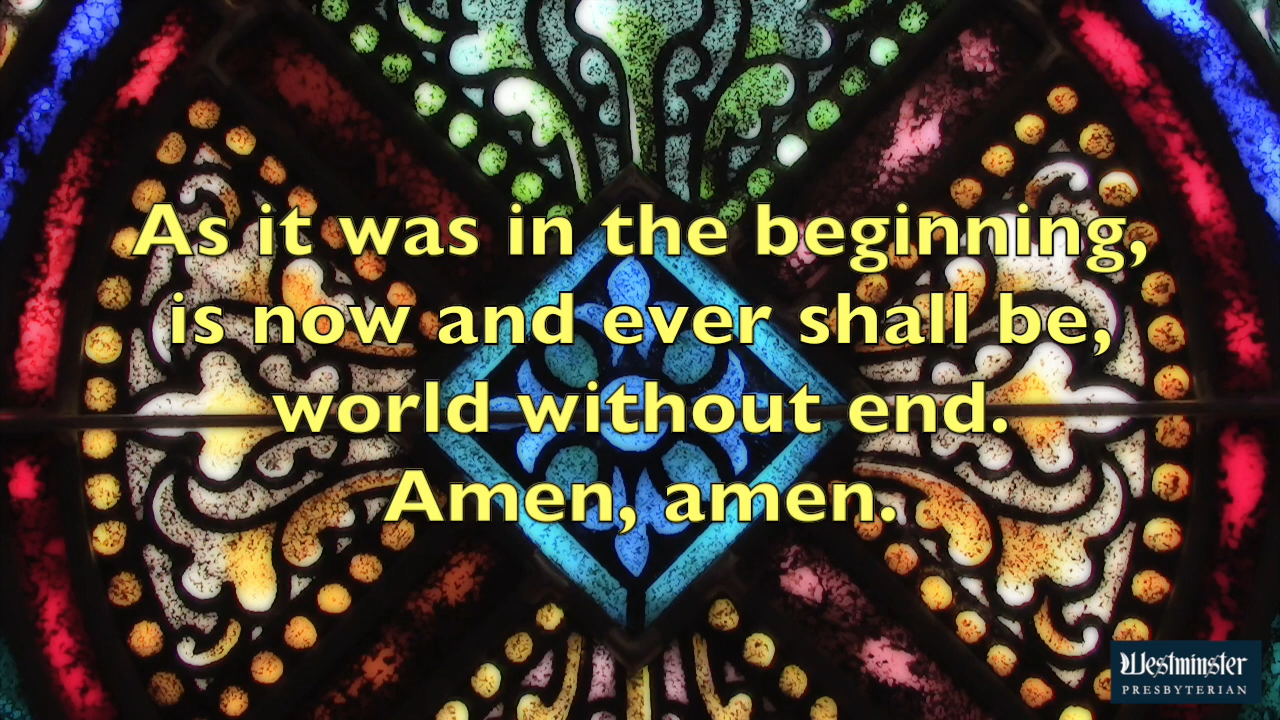 As it was in the beginning,
is now and ever shall be,
world without end.
Amen, amen.
Westminster
PRESBYTERIAN